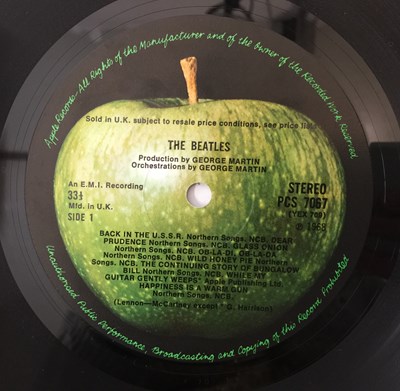 Apple Records. All Rights of the Manufacturer and of the Owner of the Recorded Work Reserved
Sold in U.K. subject to resale price conditions, see price lists
THE BEATLES
Production by GEORGE MARTIN
Orchestrations by GEORGE MARTIN
An E.M.I. Recording
33⅓
Mfd. in U.K.
SIDE 1
STEREO
PCS 7067
(YEX 709)
℗ 1968
BACK IN THE U.S.S.R. Northern Songs. NCB. DEAR
PRUDENCE Northern Songs. NCB. GLASS ONION
Northern Songs. NCB. OB-LA-DI, OB-LA-DA
Northern Songs. NCB. WILD HONEY PIE Northern
Songs. NCB. THE CONTINUING STORY OF BUNGALOW
BILL Northern Songs. NCB. WHILE MY
GUITAR GENTLY WEEPS* Apple Publishing Ltd.
HAPPINESS IS A WARM GUN
Northern Songs. NCB.
(Lennon—McCartney except * G. Harrison)
Unauthorised Public Performance, Broadcasting and Copying of this Record Prohibited